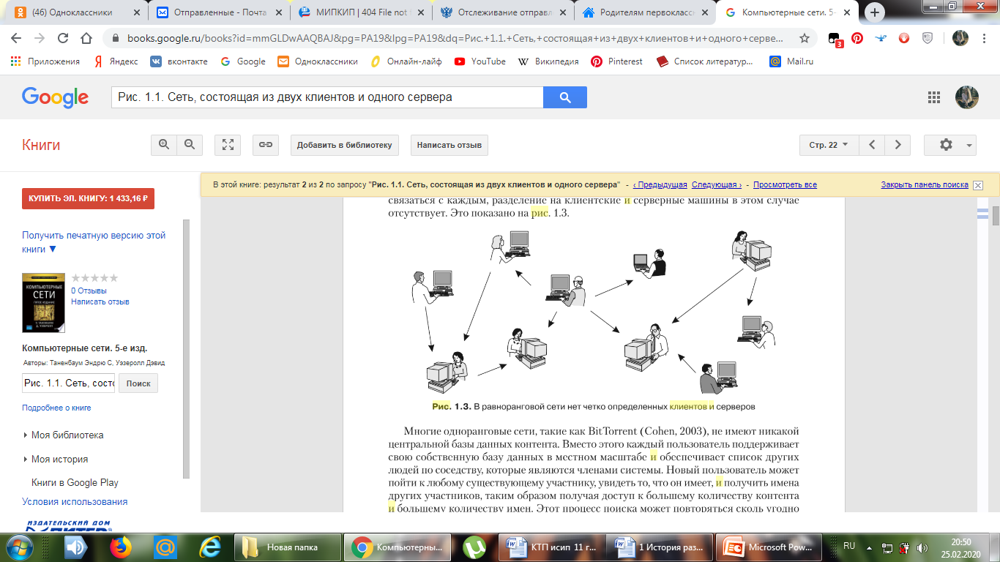 (46) Одноклассники
Отправленные - Почта
МИПКИП | 404 File not f
Отслеживание отправл
Родителям первокласс
Компьютерные сети. 5-
books.google.ru/books?id=mmGLDwAAQBAJ&pg=PA19&lpg=PA19&dq=Рис.+1.1.+Сеть,+состоящая+из+двух+клиентов+и+одного+серве...
3
Приложения
Яндекс
вконтакте
Google
Одноклассники
Онлайн-лайф
YouTube
Википедия
Pinterest
Список литератур...
Mail.ru
Google
Рис. 1.1. Сеть, состоящая из двух клиентов и одного сервера
Книги
Добавить в библиотеку
Написать отзыв
Стр. 22
В этой книге: результат 2 из 2 по запросу "Рис. 1.1. Сеть, состоящая из двух клиентов и одного сервера" - ‹ Предыдущая Следующая › - Просмотреть все
Закрыть панель поиска
КУПИТЬ ЭЛ. КНИГУ: 1 433,16 ₽
Получить печатную версию этой
книги ▼
КОМПЬЮТЕРНЫЕ
СЕТИ
0 Отзывы
Написать отзыв
Компьютерные сети. 5-е изд.
Авторы: Таненбаум Эндрю С, Уэзеролл Дэвид
Рис. 1.1. Сеть, состо
Поиск
Подробнее о книге
Моя библиотека
Моя история
Книги в Google Play
Условия использования
ИЗДАТЕЛЬСКИЙ ДОМ
ПИТЕР
связаться с каждым, разделение на клиентские и серверные машины в этом случае
отсутствует. Это показано на рис. 1.3.
Рис. 1.3. В равноранговой сети нет четко определенных клиентов и серверов
Многие одноранговые сети, такие как BitTorrent (Cohen, 2003), не имеют никакой
центральной базы данных контента. Вместо этого каждый пользователь поддерживает
свою собственную базу данных в местном масштабе и обеспечивает список других
людей по соседству, которые являются членами системы. Новый пользователь может
пойти к любому существующему участнику, увидеть то, что он имеет, и получить имена
других участников, таким образом получая доступ к большему количеству контента
и большему количеству имен. Этот процесс поиска может повторяться сколь угодно
Новая папка
Компьютерны...
КТП исип 11 г...
1 История раз...
Microsoft Pow...
RU
20:50
25.02.2020